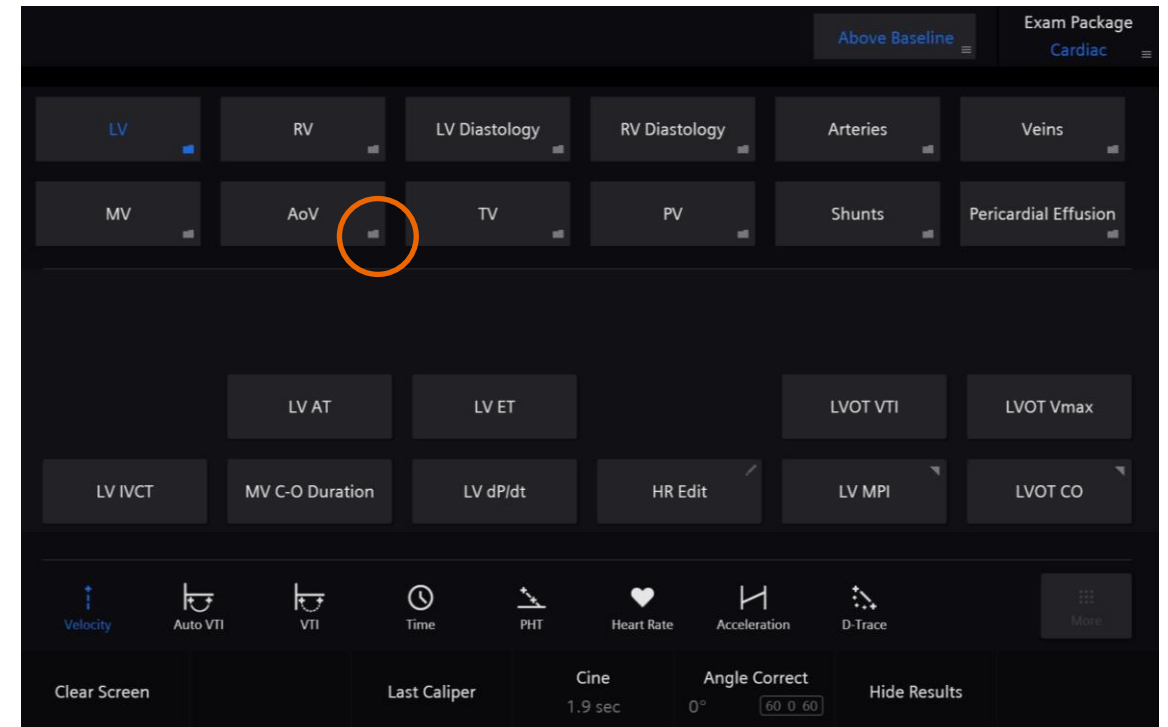 Above Baseline
Exam Package
Cardiac
LV
RV
LV Diastology
RV Diastology
Arteries
Veins
MV
AoV
TV
PV
Shunts
Pericardial Effusion
LV AT
LV ET
LVOT VTI
LVOT Vmax
LV IVCT
MV C-O Duration
LV dP/dt
HR Edit
LV MPI
LVOT CO
Velocity
Auto VTI
VTI
Time
PHT
Heart Rate
Acceleration
D-Trace
More
Clear Screen
Last Caliper
Cine
1.9 sec
Angle Correct
0° 60 0 60
Hide Results